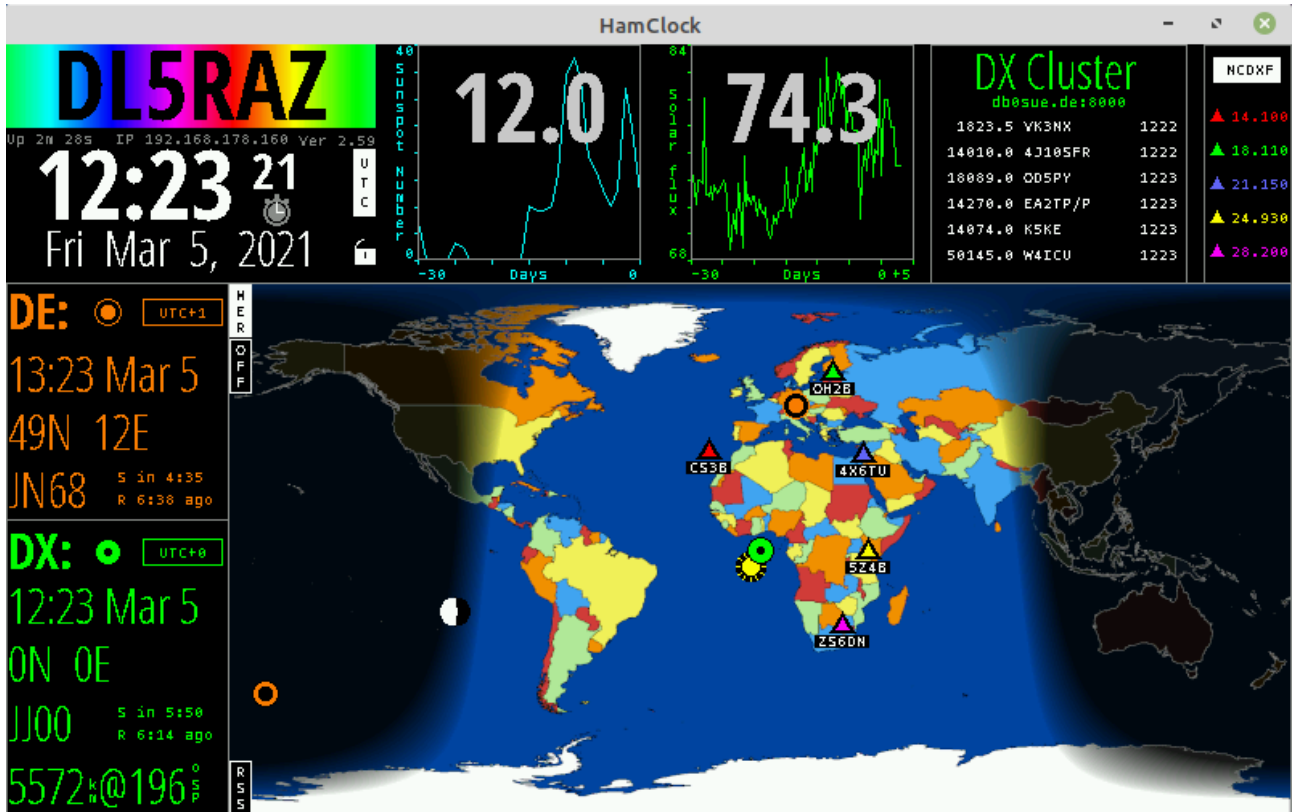 HamClock
DL5RAZ
Up 2m 28s IP 192.168.178.160 Ver 2.59
12:23 21
UTC
Fri Mar 5, 2021
40
Sunspot Number
0
12.0
-30 Days 0
84
Solar flux
68
74.3
-30 Days 0 +5
DX Cluster
db0sue.de:8000
1823.5 VK3NX 1222
14010.0 4J105FR 1222
18089.0 OD5PY 1223
14270.0 EA2TP/P 1223
14074.0 K5KE 1223
50145.0 W4ICU 1223
NCDXF
14.100
18.110
21.150
24.930
28.200
DE: UTC+1
13:23 Mar 5
49N 12E
JN68
S in 4:35
R 6:38 ago
DX: UTC+0
12:23 Mar 5
0N 0E
JJ00
S in 5:50
R 6:14 ago
5572km@196° SP
MER
OFF
RSS
OH2B
CS3B
4X6TU
5Z4B
ZS6DN